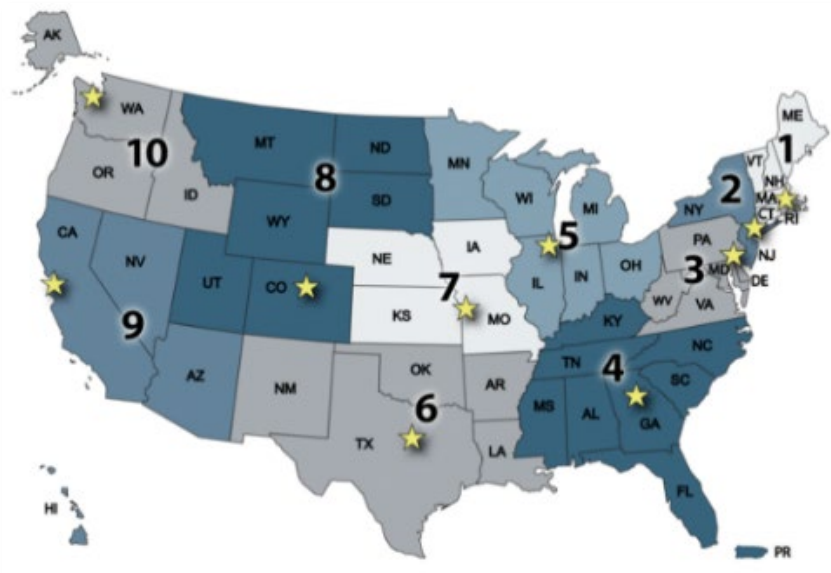 AK
WA
10
OR
ID
MT
ND
8
SD
WY
MN
WI
MI
5
IL
IN
OH
ME
1
VT
NH
MA
CT
RI
2
NY
NJ
PA
3
MD
DE
WV
VA
CA
NV
9
UT
CO
AZ
NE
IA
7
KS
MO
KY
TN
NC
4
SC
MS
AL
GA
FL
NM
OK
AR
6
TX
LA
HI
PR